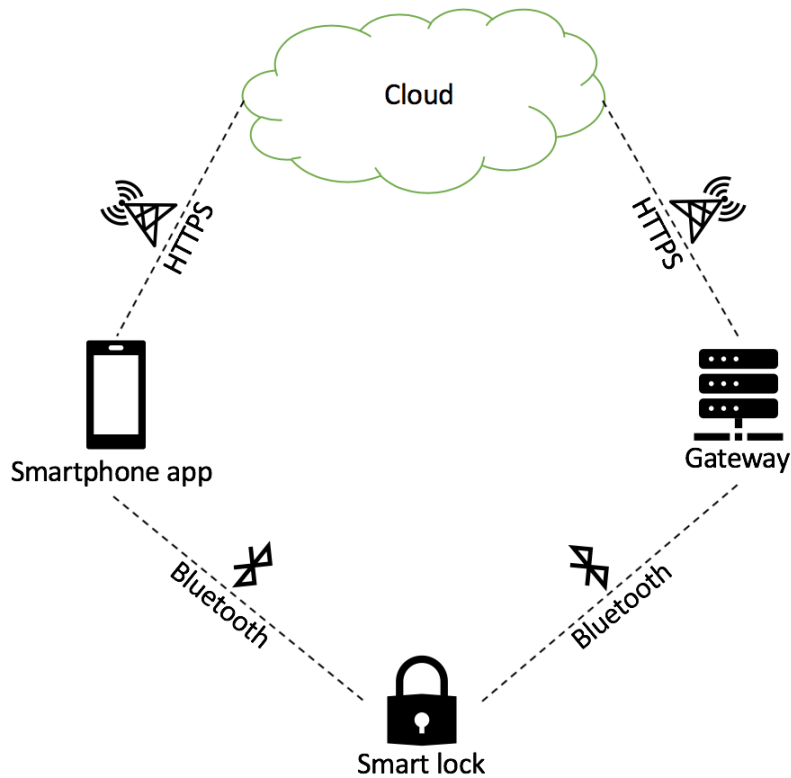 Cloud
HTTPS
HTTPS
Smartphone app
Gateway
Bluetooth
Bluetooth
Smart lock